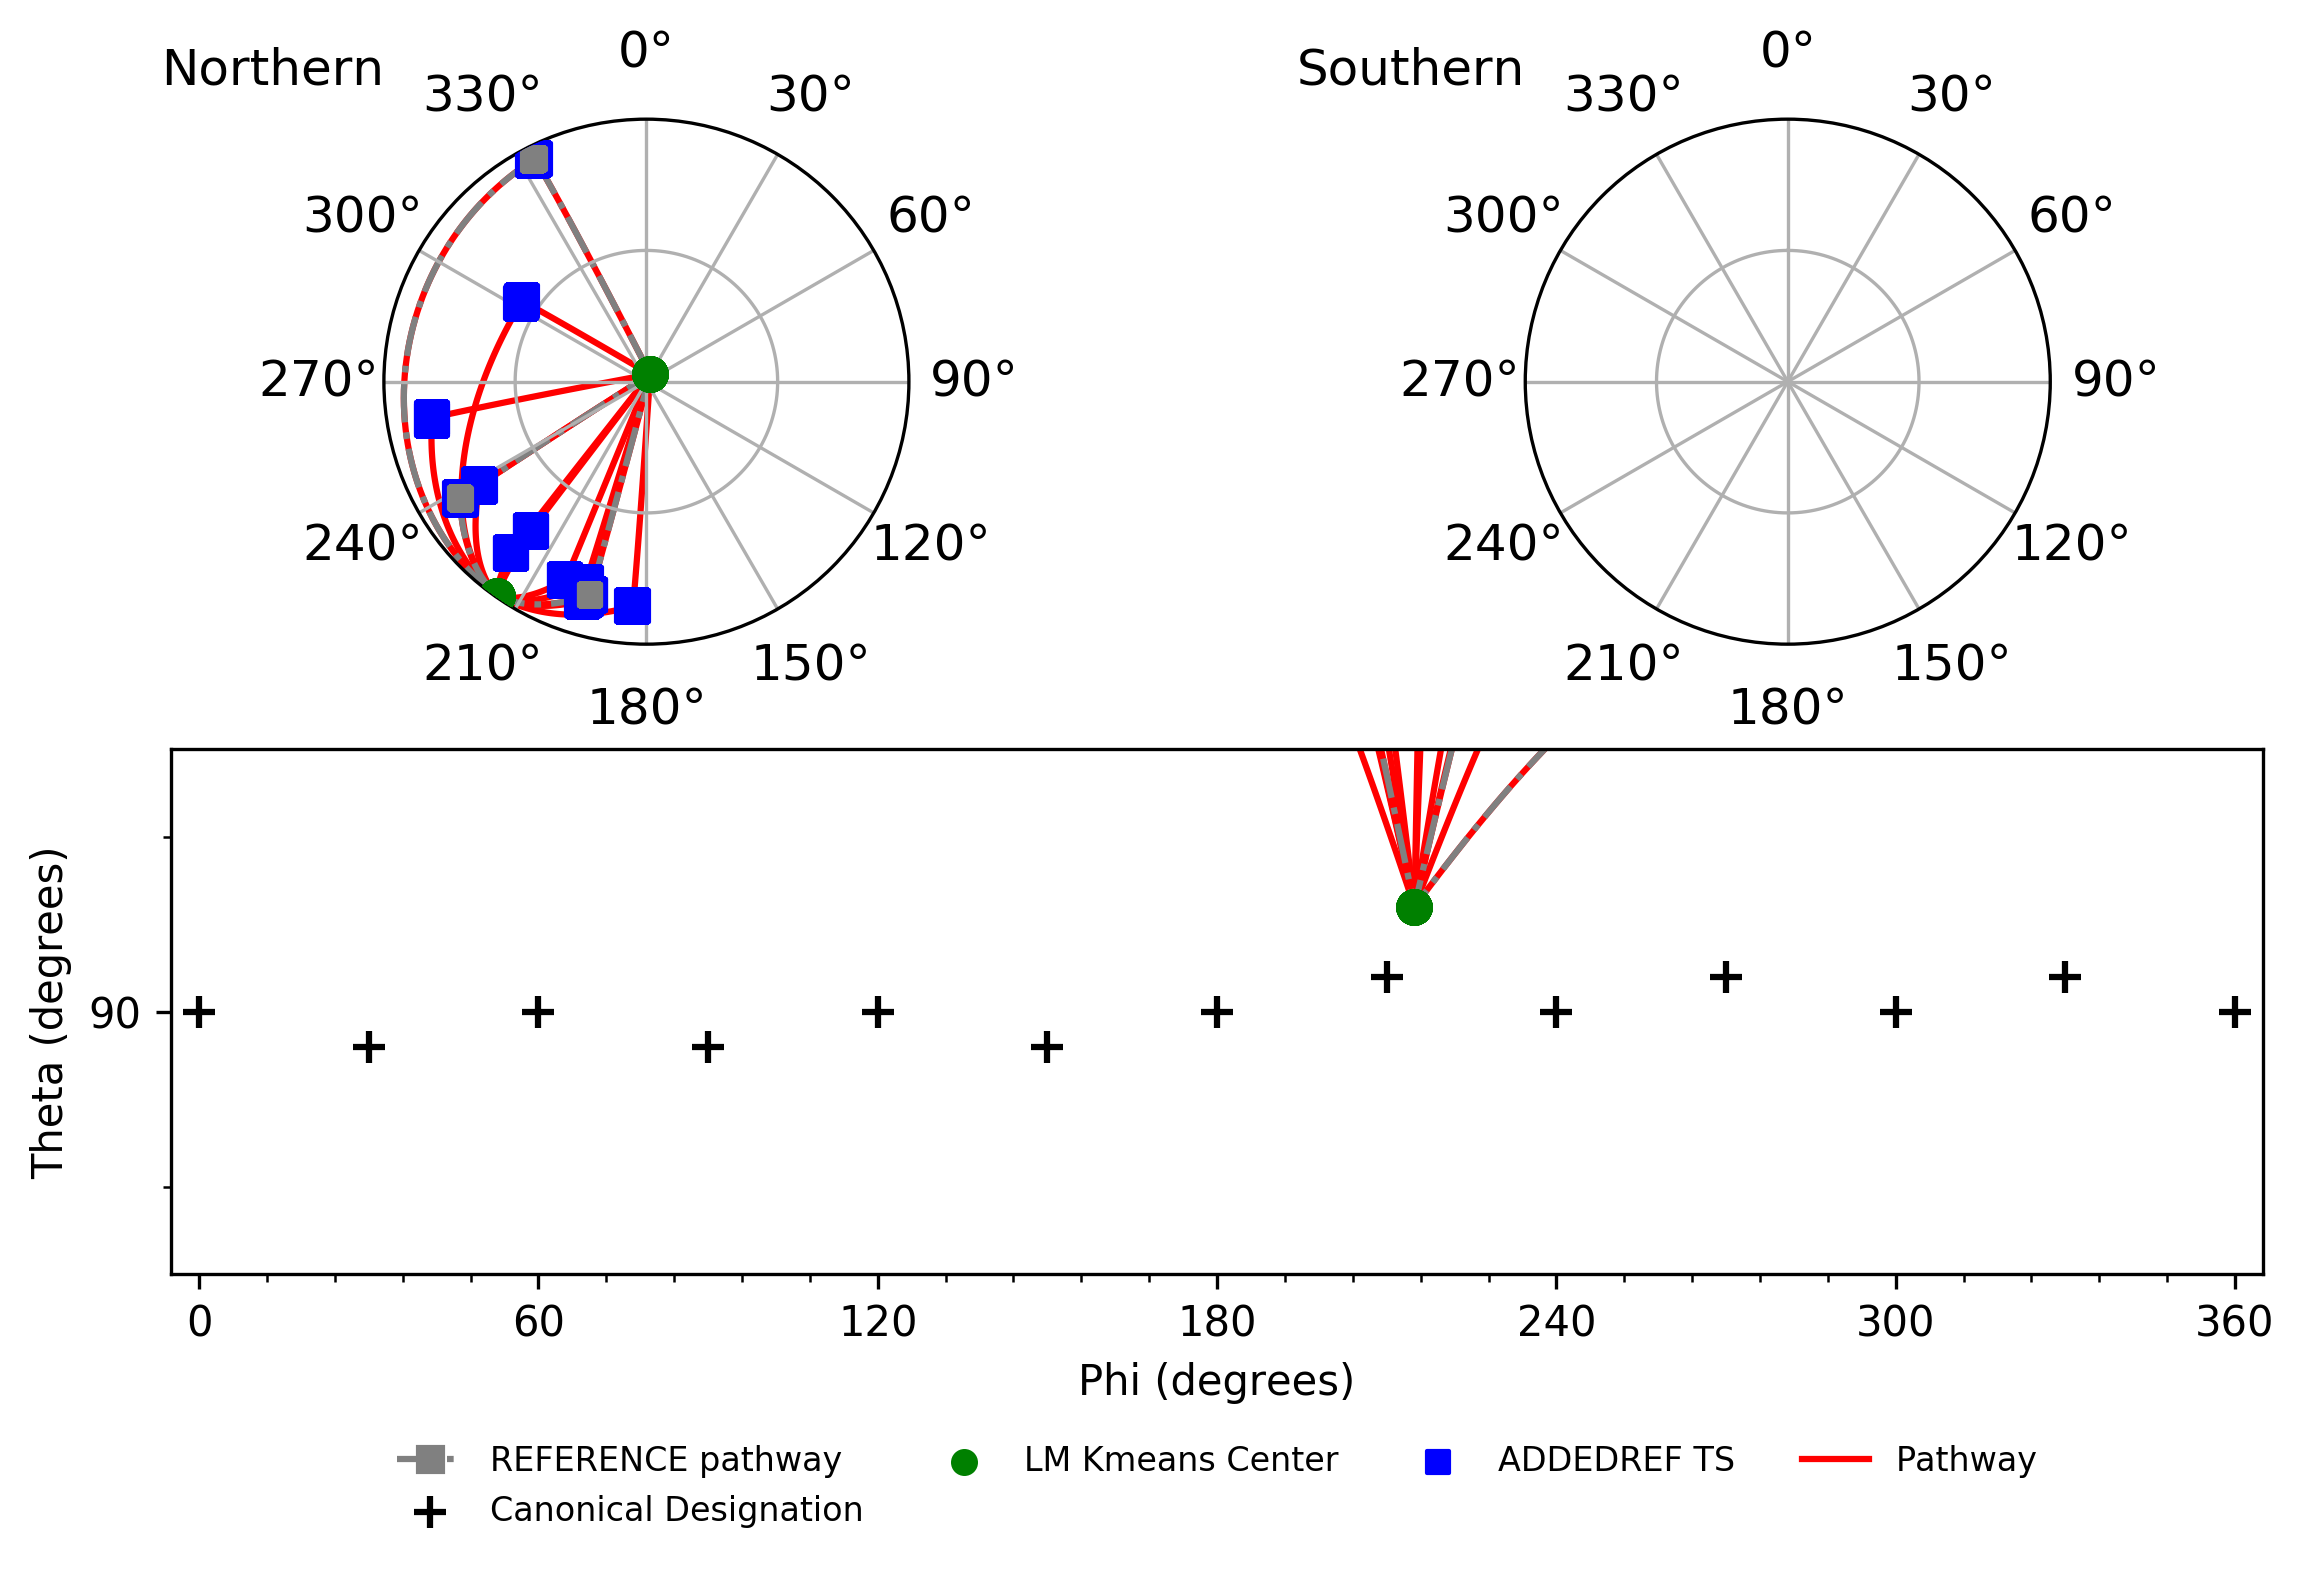 Northern
0°
30°
60°
90°
120°
150°
180°
210°
240°
270°
300°
330°
Southern
0°
30°
60°
90°
120°
150°
180°
210°
240°
270°
300°
330°
Theta (degrees)
90
0 60 120 180 240 300 360
Phi (degrees)
REFERENCE pathway
Canonical Designation
LM Kmeans Center
ADDEDREF TS
Pathway